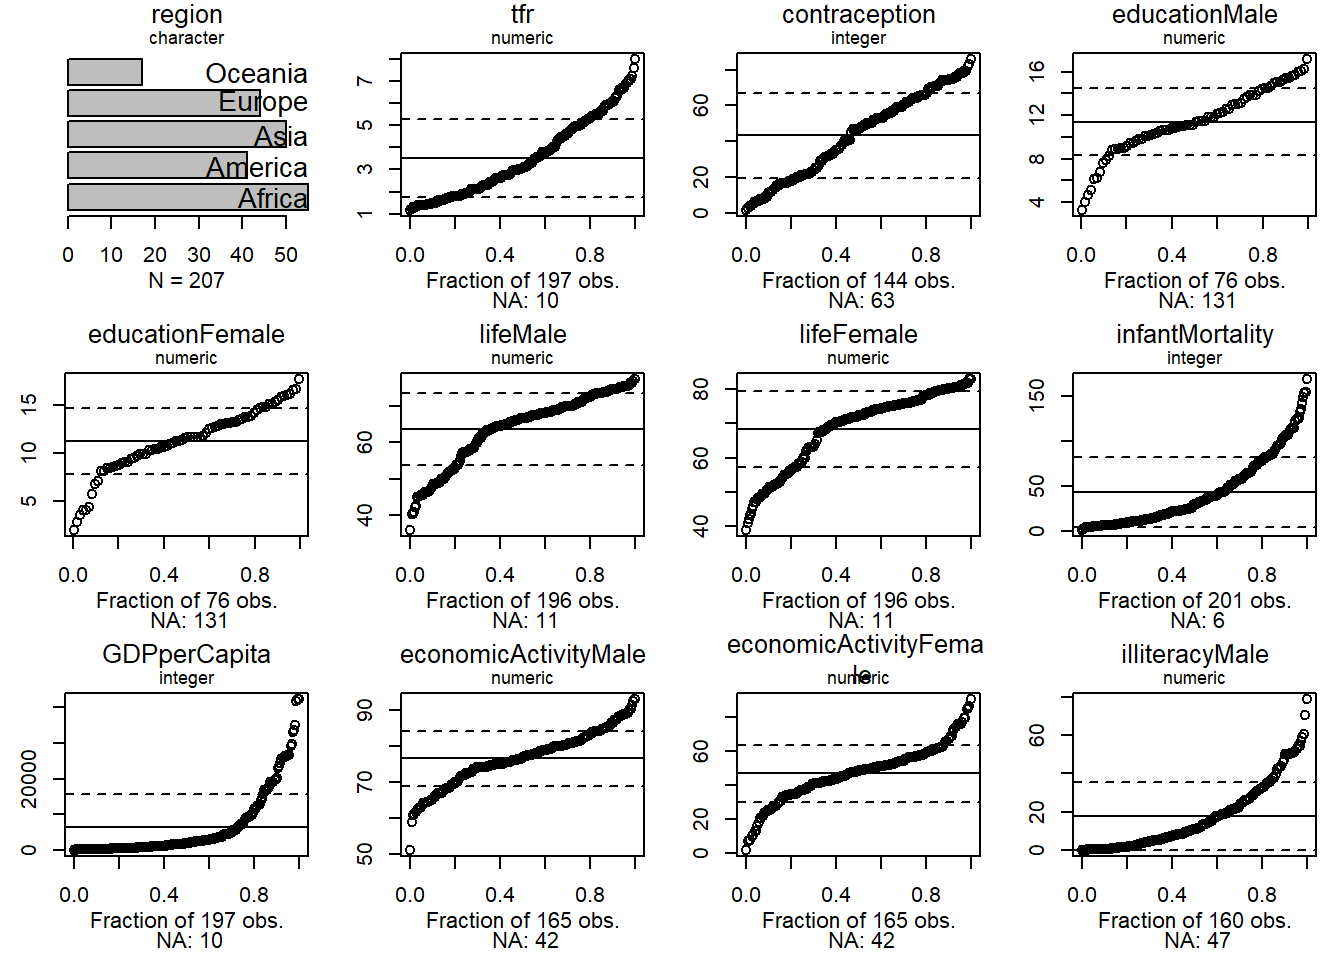 region
character
Oceania
Europe
Asia
America
Africa
0 10 20 30 40 50
N = 207
tfr
numeric
7
5
3
1
0.0 0.4 0.8
Fraction of 197 obs.
NA: 10
contraception
integer
60
20
0
0.0 0.4 0.8
Fraction of 144 obs.
NA: 63
educationMale
numeric
16
12
8
4
0.0 0.4 0.8
Fraction of 76 obs.
NA: 131
educationFemale
numeric
15
10
5
0.0 0.4 0.8
Fraction of 76 obs.
NA: 131
lifeMale
numeric
60
40
0.0 0.4 0.8
Fraction of 196 obs.
NA: 11
lifeFemale
numeric
80
60
40
0.0 0.4 0.8
Fraction of 196 obs.
NA: 11
infantMortality
integer
150
50
0
0.0 0.4 0.8
Fraction of 201 obs.
NA: 6
GDPperCapita
integer
20000
0
0.0 0.4 0.8
Fraction of 197 obs.
NA: 10
economicActivityMale
numeric
90
70
50
0.0 0.4 0.8
Fraction of 165 obs.
NA: 42
economicActivityFema
le
numeric
60
20
0
0.0 0.4 0.8
Fraction of 165 obs.
NA: 42
illiteracyMale
numeric
60
20
0
0.0 0.4 0.8
Fraction of 160 obs.
NA: 47